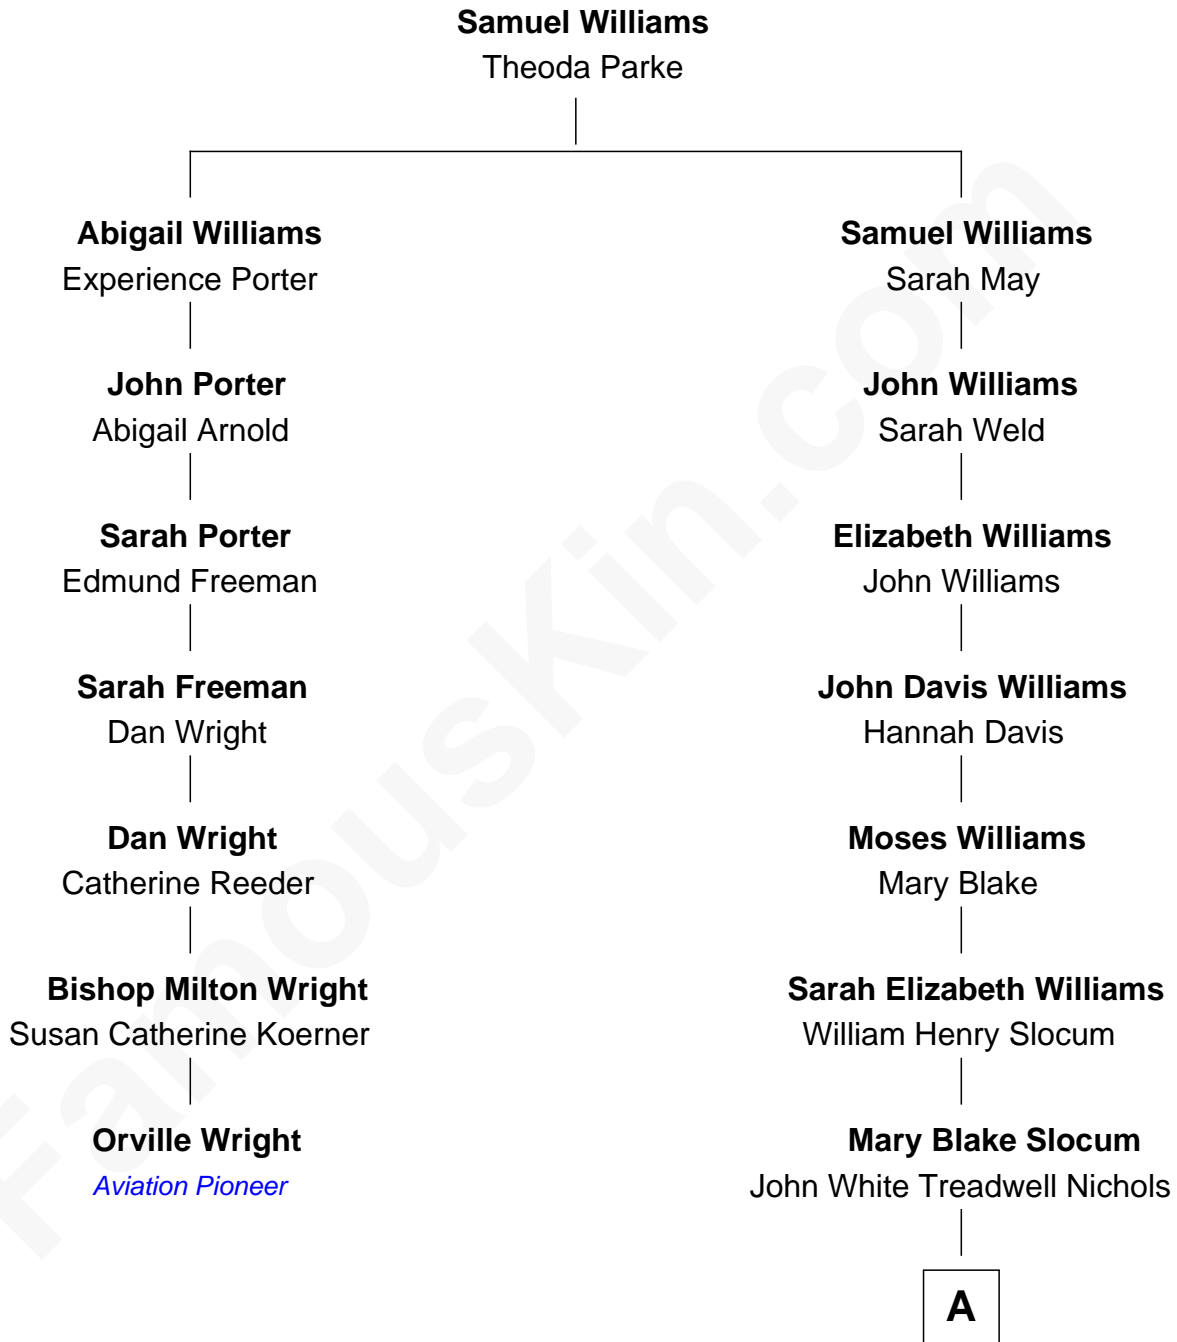 Samuel Williams
Theoda Parke
Abigail Williams
Experience Porter
Samuel Williams
Sarah May
John Porter
Abigail Arnold
John Williams
Sarah Weld
Sarah Porter
Edmund Freeman
Elizabeth Williams
John Williams
Sarah Freeman
Dan Wright
John Davis Williams
Hannah Davis
Dan Wright
Catherine Reeder
Moses Williams
Mary Blake
Bishop Milton Wright
Susan Catherine Koerner
Sarah Elizabeth Williams
William Henry Slocum
Orville Wright
Aviation Pioneer
Mary Blake Slocum
John White Treadwell Nichols
A
FamousKin.com